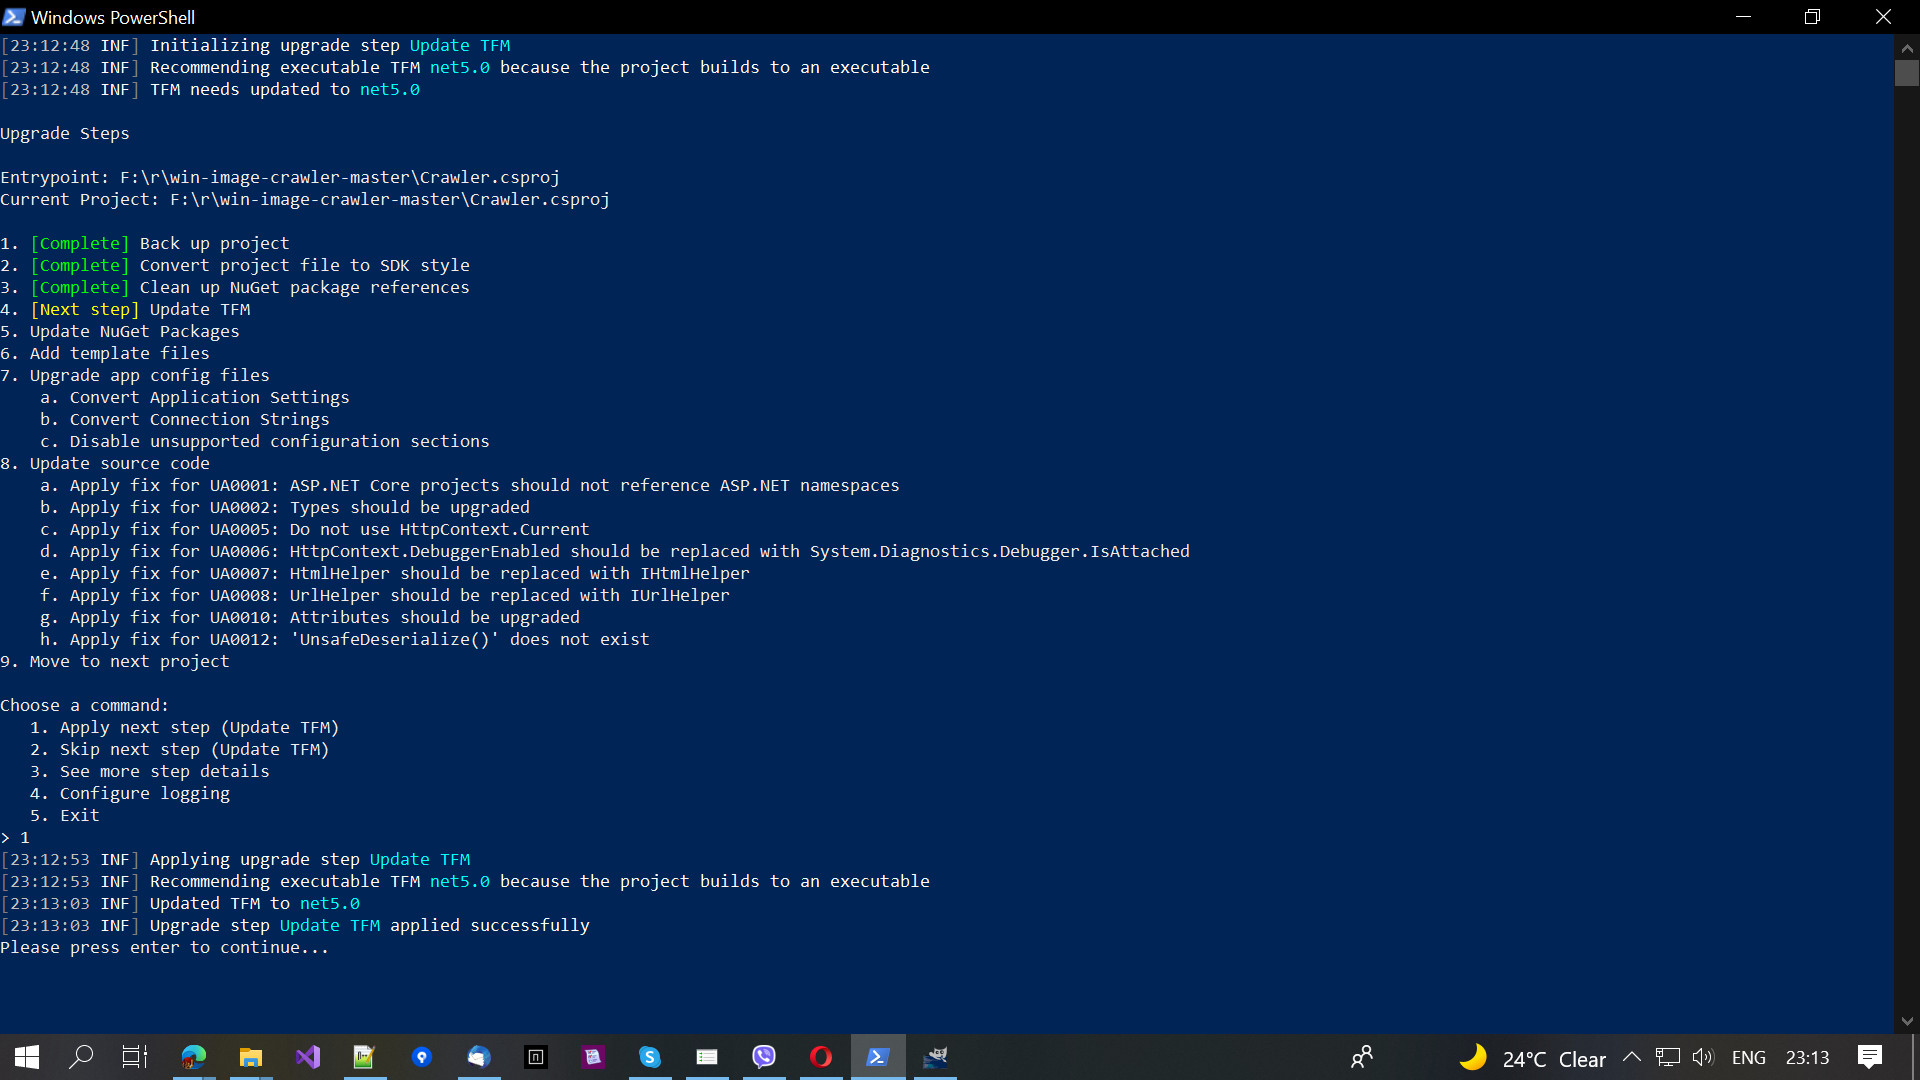 Windows PowerShell
[23:12:48 INF] Initializing upgrade step Update TFM
[23:12:48 INF] Recommending executable TFM net5.0 because the project builds to an executable
[23:12:48 INF] TFM needs updated to net5.0
Upgrade Steps
Entrypoint: F:\r\win-image-crawler-master\Crawler.csproj
Current Project: F:\r\win-image-crawler-master\Crawler.csproj
1. [Complete] Back up project
2. [Complete] Convert project file to SDK style
3. [Complete] Clean up NuGet package references
4. [Next step] Update TFM
5. Update NuGet Packages
6. Add template files
7. Upgrade app config files
a. Convert Application Settings
b. Convert Connection Strings
c. Disable unsupported configuration sections
8. Update source code
a. Apply fix for UA0001: ASP.NET Core projects should not reference ASP.NET namespaces
b. Apply fix for UA0002: Types should be upgraded
c. Apply fix for UA0005: Do not use HttpContext.Current
d. Apply fix for UA0006: HttpContext.DebuggerEnabled should be replaced with System.Diagnostics.Debugger.IsAttached
e. Apply fix for UA0007: HtmlHelper should be replaced with IHtmlHelper
f. Apply fix for UA0008: UrlHelper should be replaced with IUrlHelper
g. Apply fix for UA0010: Attributes should be upgraded
h. Apply fix for UA0012: 'UnsafeDeserialize()' does not exist
9. Move to next project
Choose a command:
1. Apply next step (Update TFM)
2. Skip next step (Update TFM)
3. See more step details
4. Configure logging
5. Exit
> 1
[23:12:53 INF] Applying upgrade step Update TFM
[23:12:53 INF] Recommending executable TFM net5.0 because the project builds to an executable
[23:13:03 INF] Updated TFM to net5.0
[23:13:03 INF] Upgrade step Update TFM applied successfully
Please press enter to continue...
24°C Clear ENG 23:13